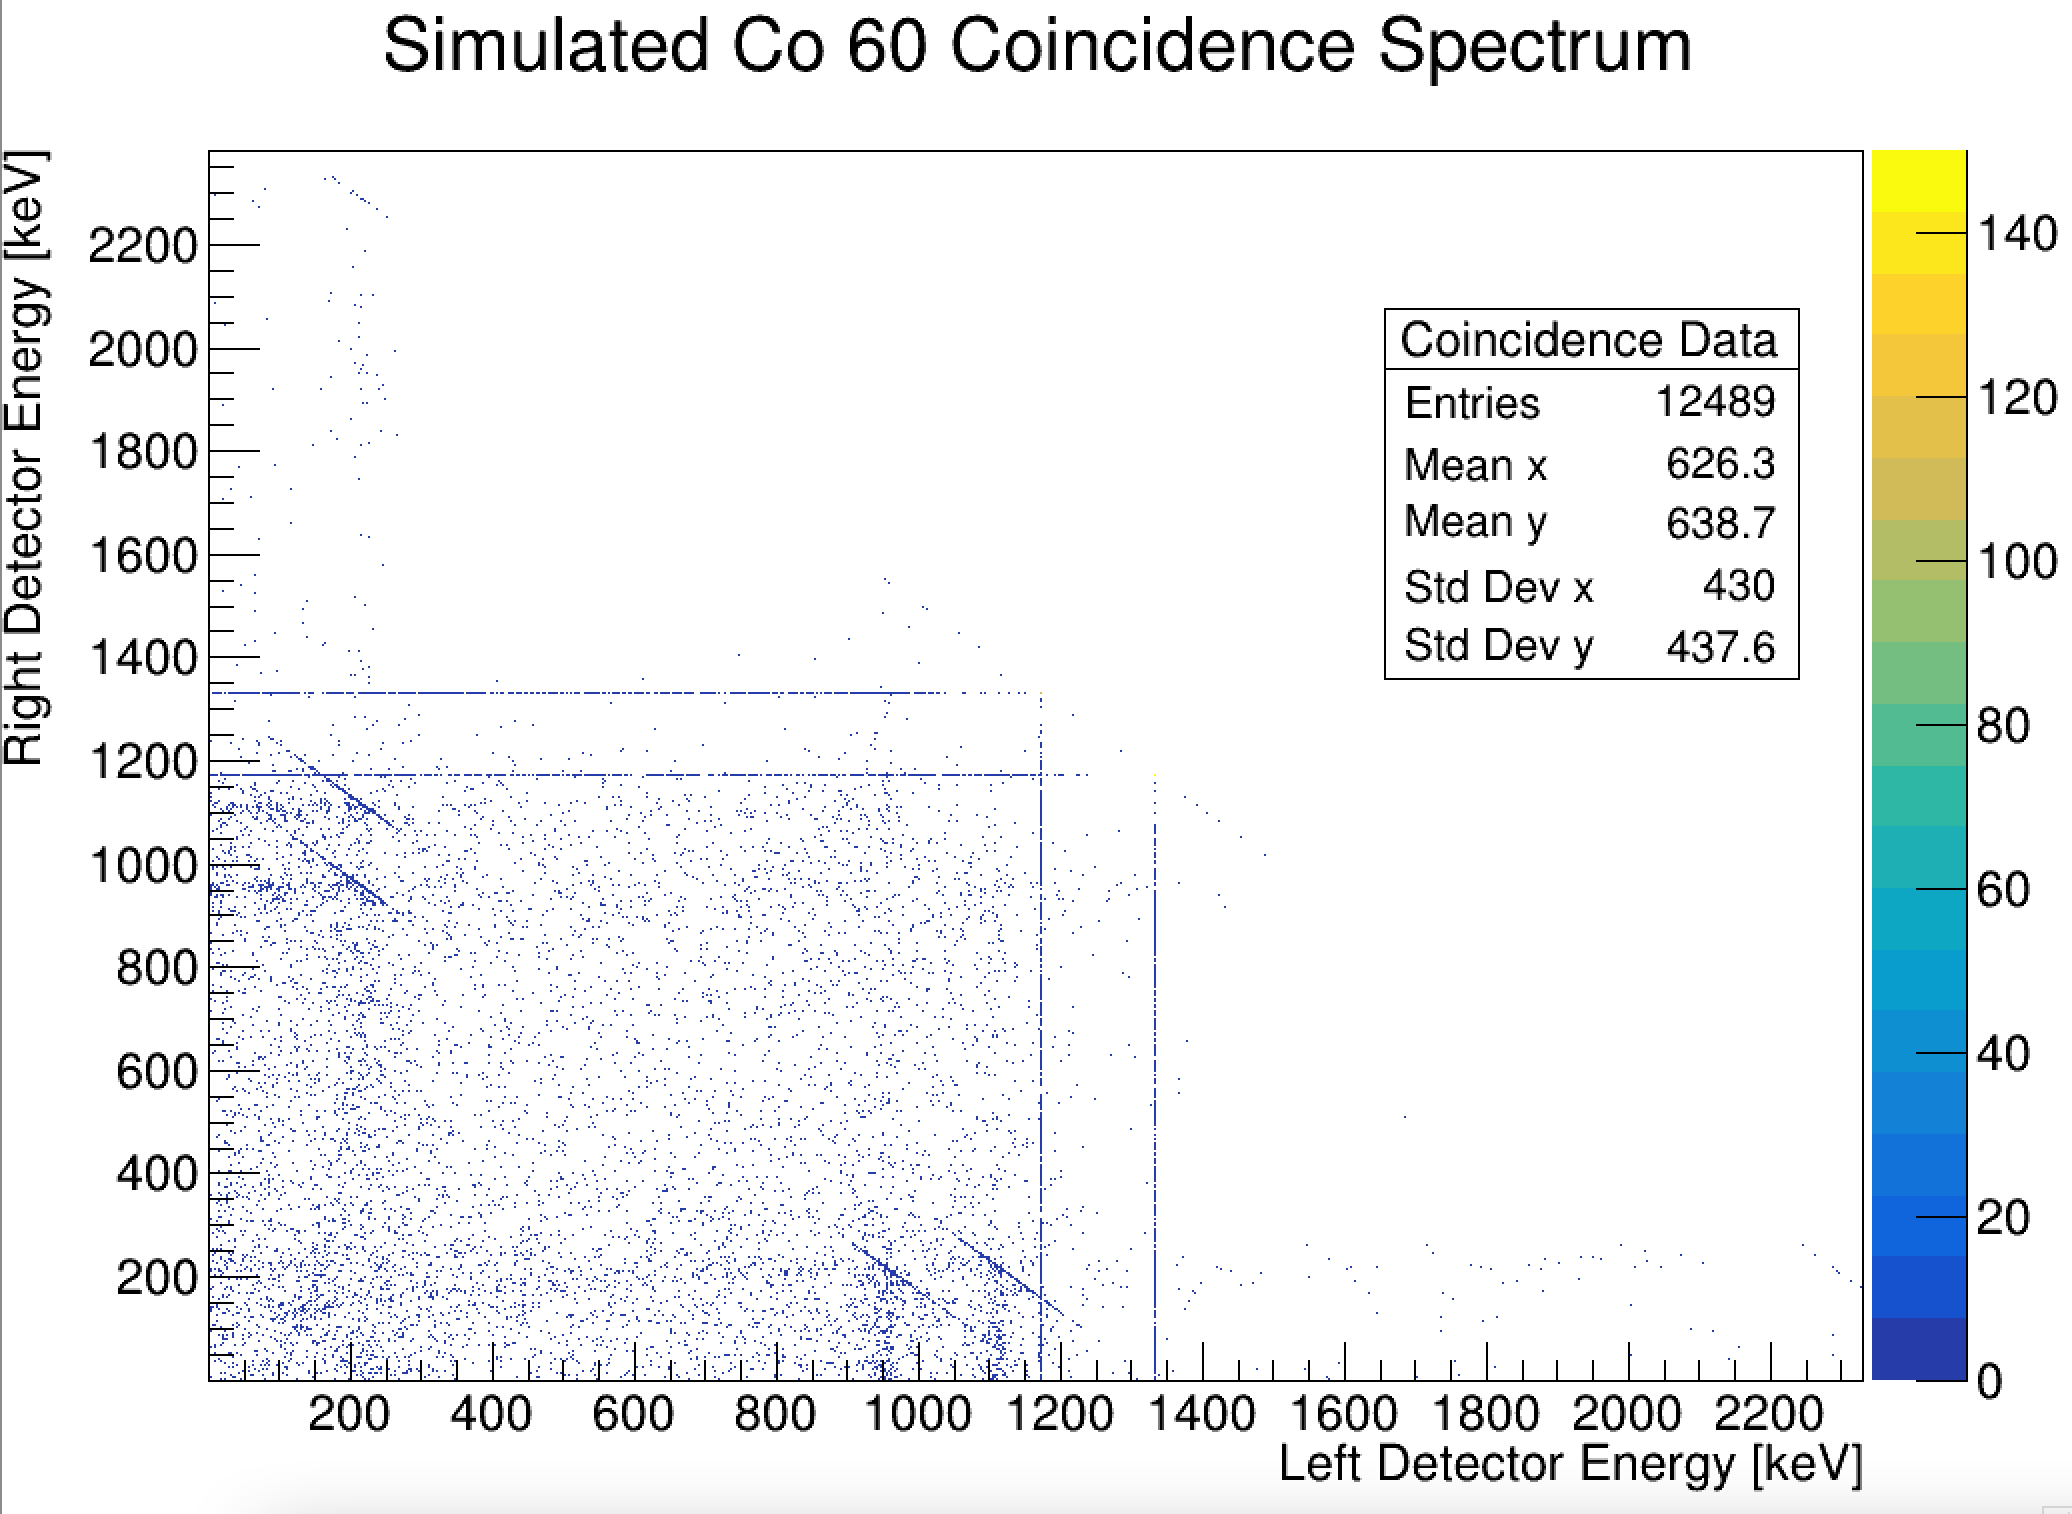 Simulated Co 60 Coincidence Spectrum
Right Detector Energy [keV]
2200
2000
1800
1600
1400
1200
1000
800
600
400
200
Coincidence Data
Entries 12489
Mean x 626.3
Mean y 638.7
Std Dev x 430
Std Dev y 437.6
140
120
100
80
60
40
20
0
200 400 600 800 1000 1200 1400 1600 1800 2000 2200
Left Detector Energy [keV]